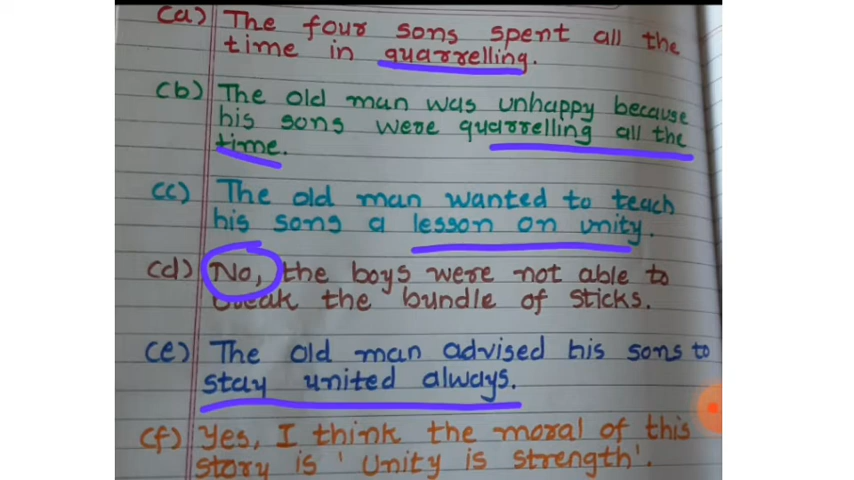 (a) The four sons spent all the
time in quarrelling.
(b) The old man was unhappy because
his sons were quarrelling all the
time.
(c) The old man wanted to teach
his song a lesson on unity.
(d) No, the boys were not able to
break the bundle of sticks.
(e) The old man advised his sons to
stay united always.
(f) Yes, I think the moral of this
story is 'Unity is strength'.